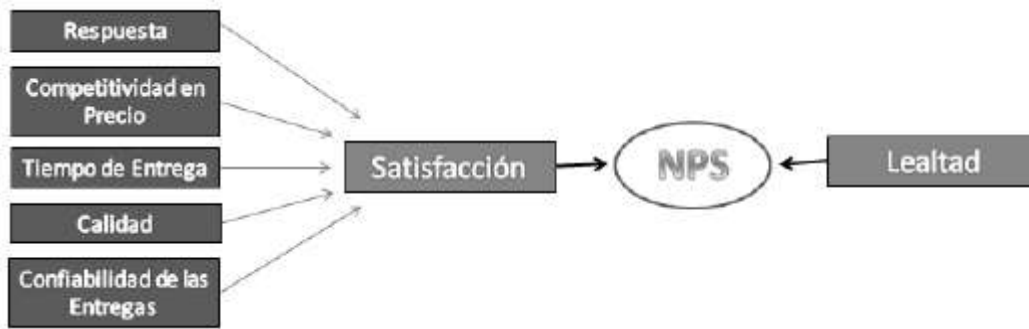 Respuesta
Competitividad en
Precio
Tiempo de Entrega
Calidad
Confiabilidad de las
Entregas
Satisfacción
NPS
Lealtad